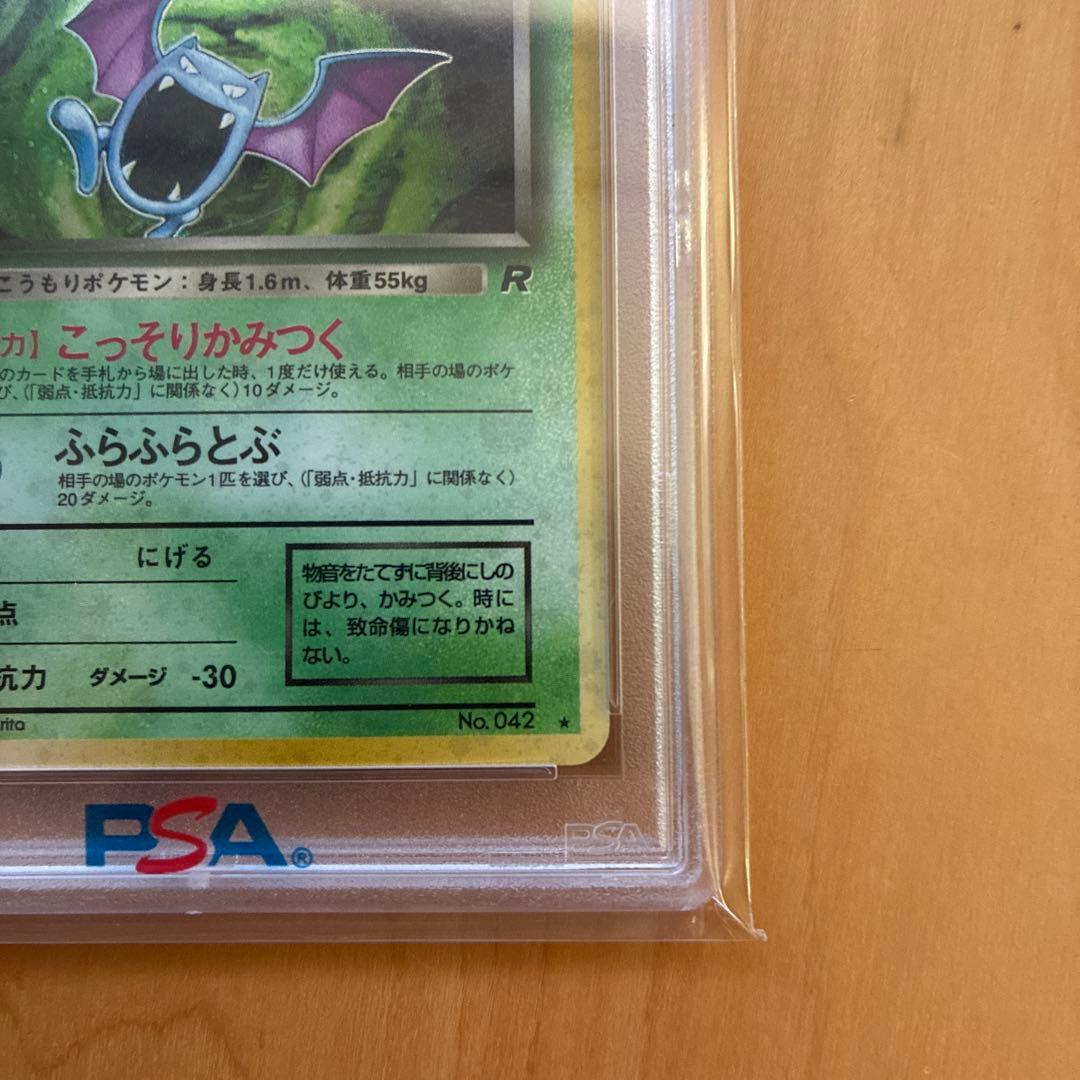 こうもりポケモン：身長1.6m、体重55kg
R
力】こっそりかみつく
のカードを手札から場に出した時、1度だけ使える。相手の場のポケ
び、(「弱点・抵抗力」に関係なく)10ダメージ。
ふらふらとぶ
相手の場のポケモン1匹を選び、(「弱点・抵抗力」に関係なく)
20ダメージ。
にげる
点
抗力 ダメージ -30
物音をたてずに背後にしの
びより、かみつく。時に
は、致命傷になりかね
ない。
rita
No. 042 ★
PSA®
PSA